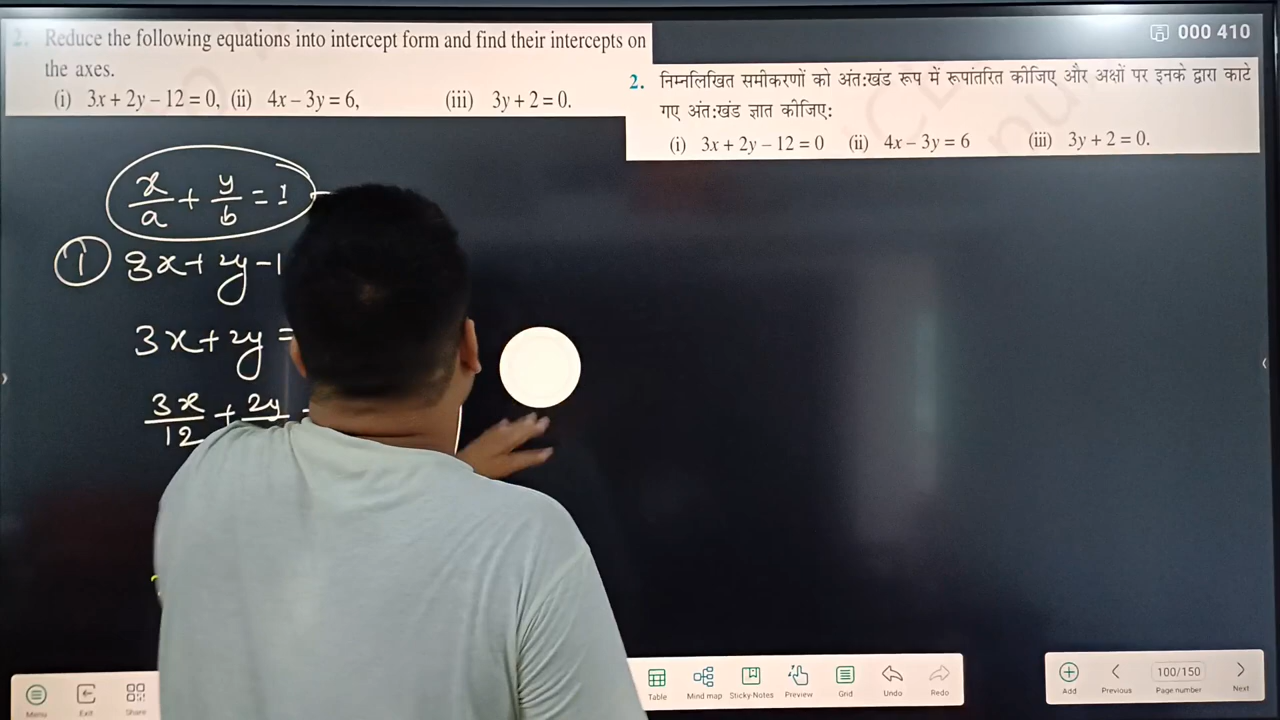 2. Reduce the following equations into intercept form and find their intercepts on
the axes.
(i) 3x + 2y – 12 = 0, (ii) 4x – 3y = 6, (iii) 3y + 2 = 0.
000 410
2. निम्नलिखित समीकरणों को अंत:खंड रूप में रूपांतरित कीजिए और अक्षों पर इनके द्वारा काटे
गए अंत:खंड ज्ञात कीजिए:
(i) 3x + 2y – 12 = 0 (ii) 4x – 3y = 6 (iii) 3y + 2 = 0.
x/a + y/b = 1
① 3x + 2y - 1
3x + 2y =
3x/12 + 2y
Menu Exit Share Table Mind map Sticky-Notes Preview Grid Undo Redo Add Previous 100/150 Page number Next